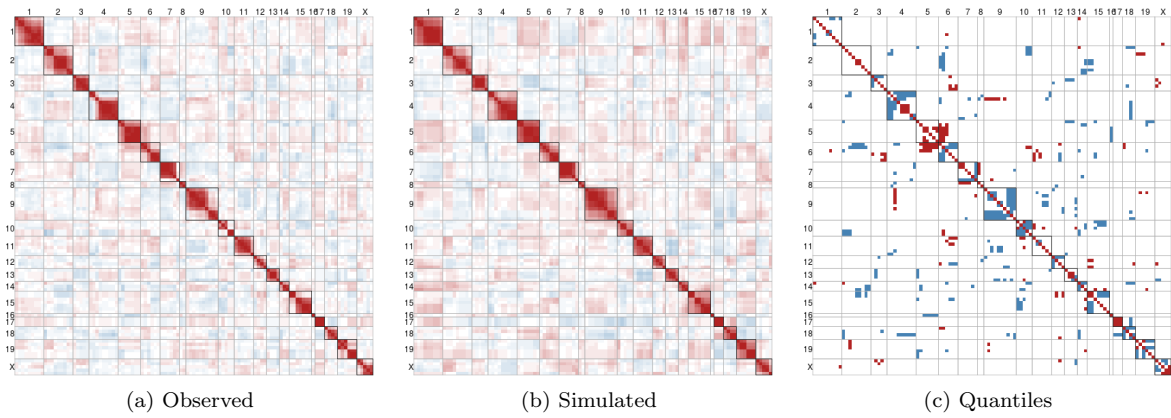 1 2 3 4 5 6 7 8 9 10 11 12 13 14 15 16 17 18 19 X
1 2 3 4 5 6 7 8 9 10 11 12 13 14 15 16 17 18 19 X
1 2 3 4 5 6 7 8 9 10 11 12 13 14 15 16 17 18 19 X
1 1 1
2 2 2
3 3 3
4 4 4
5 5 5
6 6 6
7 7 7
8 8 8
9 9 9
10 10 10
11 11 11
12 12 12
13 13 13
14 14 14
15 15 15
16 16 16
17 17 17
18 18 18
19 19 19
X X X
(a) Observed
(b) Simulated
(c) Quantiles